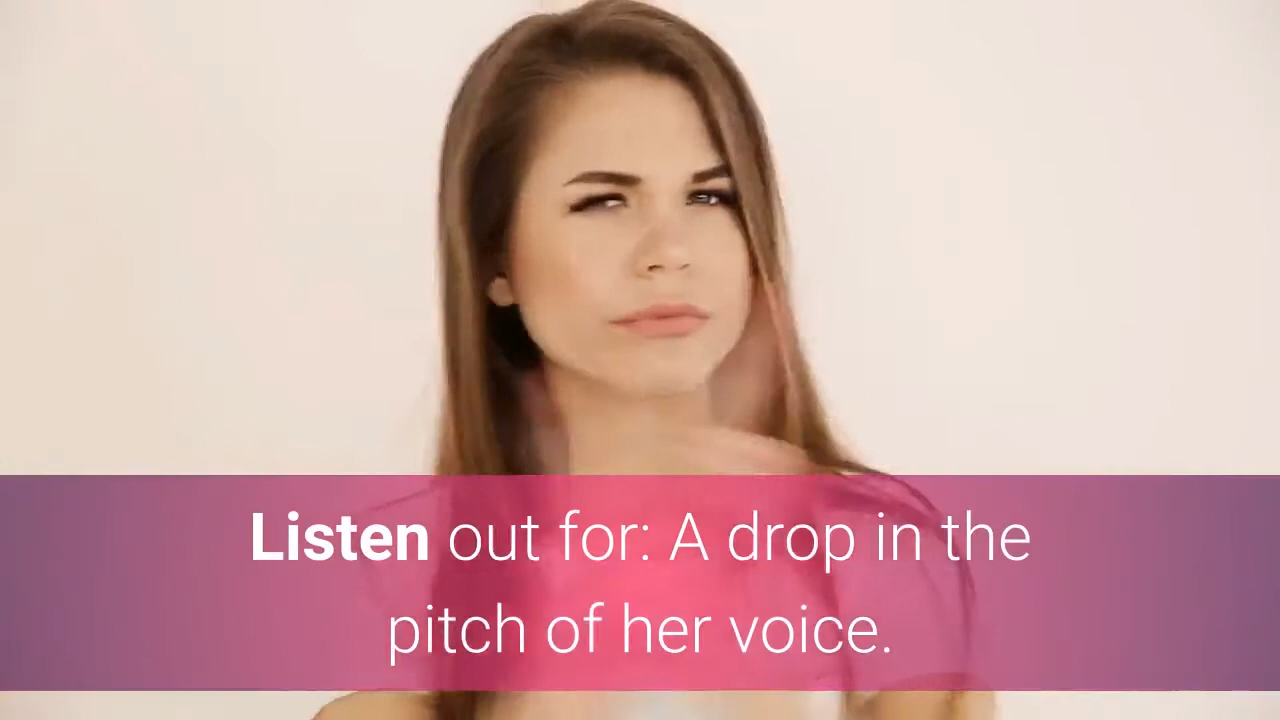 Listen out for: A drop in the
pitch of her voice.